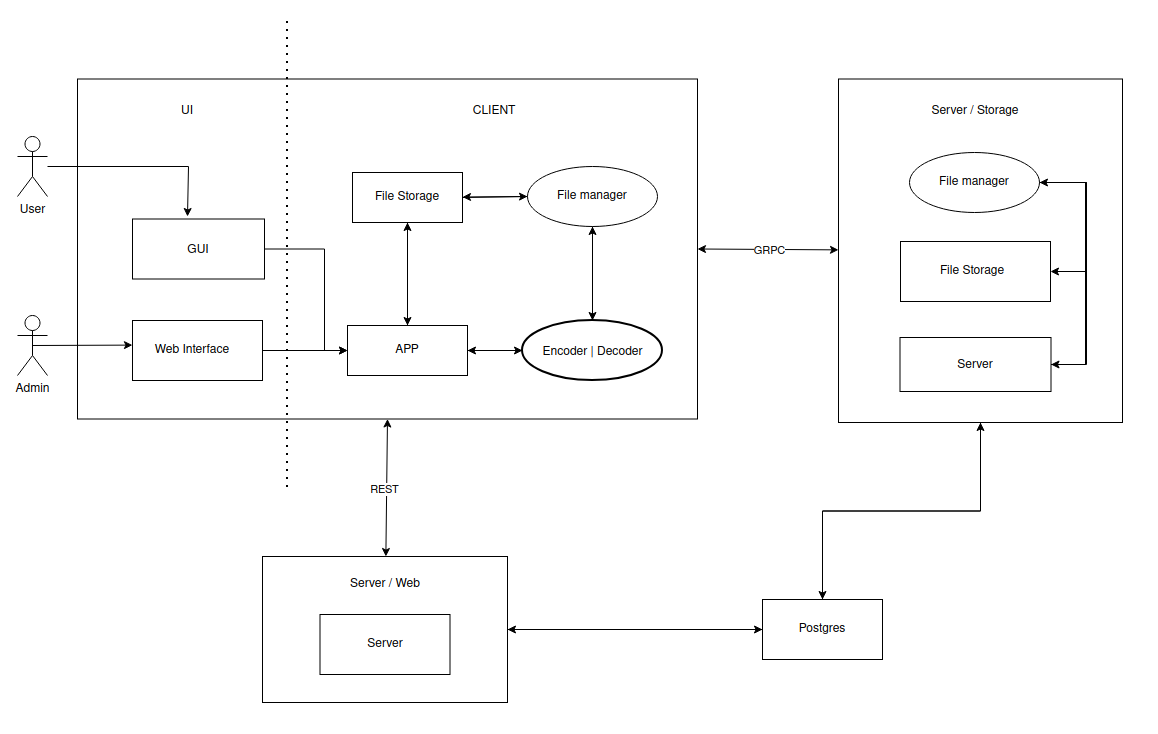 UI
CLIENT
Server / Storage
User
GUI
File Storage
File manager
File manager
GRPC
File Storage
Admin
Web Interface
APP
Encoder | Decoder
Server
REST
Server / Web
Server
Postgres